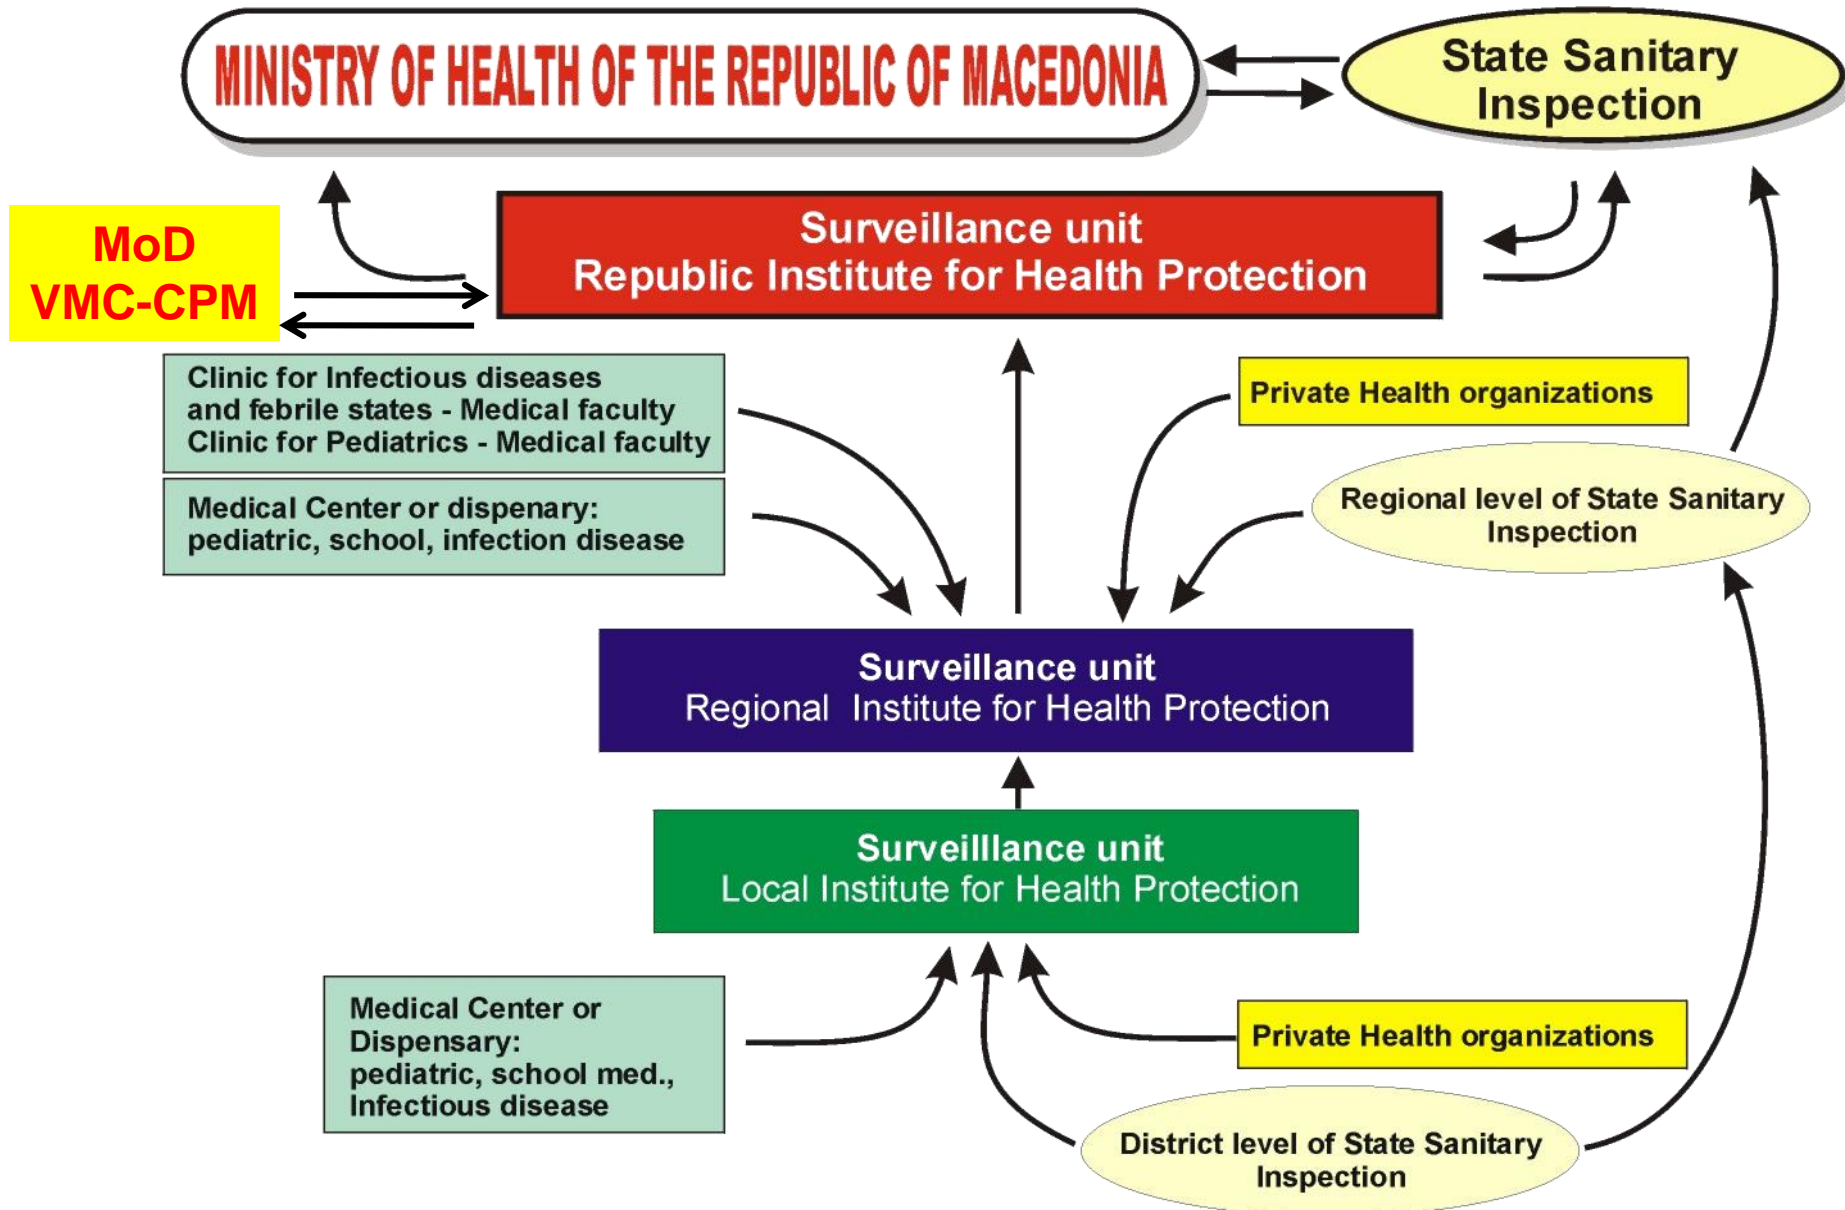 MINISTRY OF HEALTH OF THE REPUBLIC OF MACEDONIA
State Sanitary
Inspection
MoD
VMC-CPM
Surveillance unit
Republic Institute for Health Protection
Clinic for Infectious diseases
and febrile states - Medical faculty
Clinic for Pediatrics - Medical faculty
Private Health organizations
Medical Center or dispenary:
pediatric, school, infection disease
Regional level of State Sanitary
Inspection
Surveillance unit
Regional Institute for Health Protection
Surveilllance unit
Local Institute for Health Protection
Medical Center or
Dispensary:
pediatric, school med.,
Infectious disease
Private Health organizations
District level of State Sanitary
Inspection